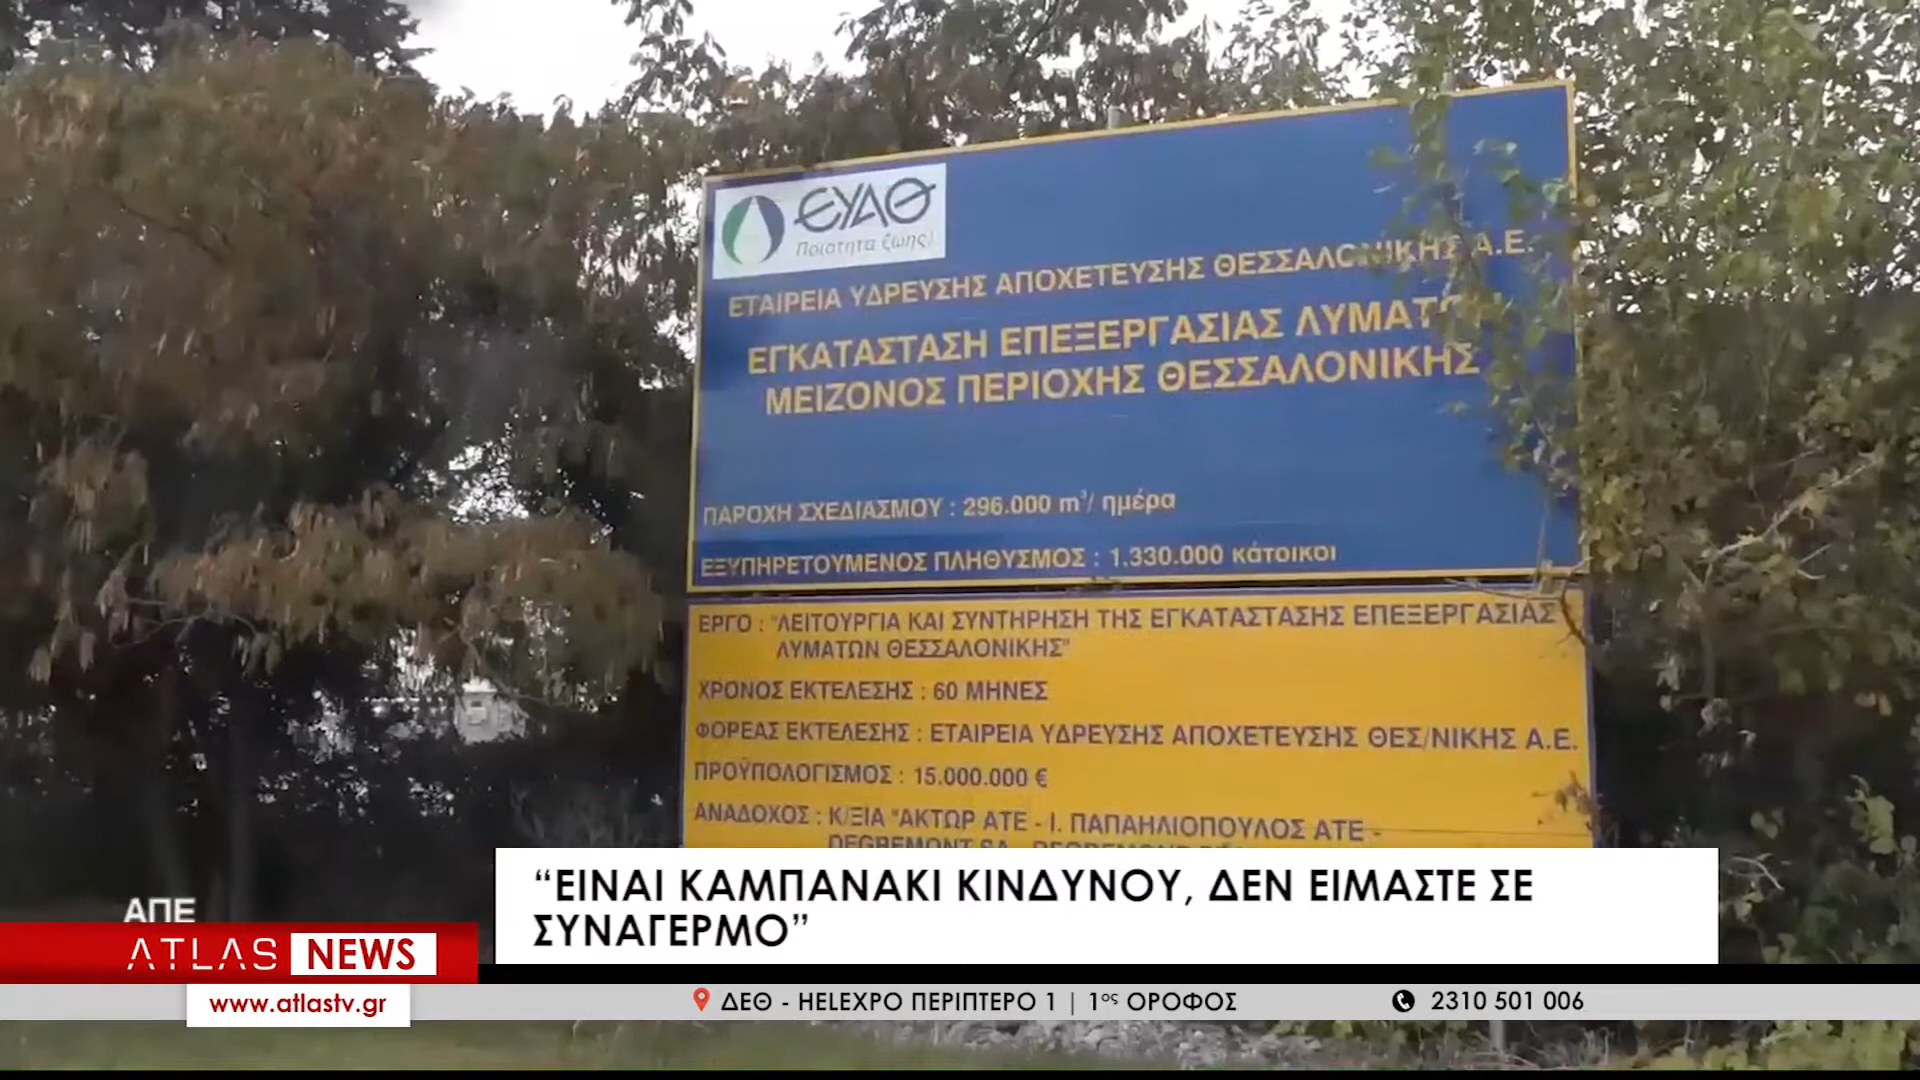 ΕΥΑΘ
Ποιότητα ζωής!
ΕΤΑΙΡΕΙΑ ΥΔΡΕΥΣΗΣ ΑΠΟΧΕΤΕΥΣΗΣ ΘΕΣΣΑΛΟΝΙΚΗΣ Α.Ε.
ΕΓΚΑΤΑΣΤΑΣΗ ΕΠΕΞΕΡΓΑΣΙΑΣ ΛΥΜΑΤΩΝ
ΜΕΙΖΟΝΟΣ ΠΕΡΙΟΧΗΣ ΘΕΣΣΑΛΟΝΙΚΗΣ
ΠΑΡΟΧΗ ΣΧΕΔΙΑΣΜΟΥ : 296.000 m³/ ημέρα
ΕΞΥΠΗΡΕΤΟΥΜΕΝΟΣ ΠΛΗΘΥΣΜΟΣ : 1.330.000 κάτοικοι
ΕΡΓΟ : "ΛΕΙΤΟΥΡΓΙΑ ΚΑΙ ΣΥΝΤΗΡΗΣΗ ΤΗΣ ΕΓΚΑΤΑΣΤΑΣΗΣ ΕΠΕΞΕΡΓΑΣΙΑΣ
ΛΥΜΑΤΩΝ ΘΕΣΣΑΛΟΝΙΚΗΣ"
ΧΡΟΝΟΣ ΕΚΤΕΛΕΣΗΣ : 60 ΜΗΝΕΣ
ΦΟΡΕΑΣ ΕΚΤΕΛΕΣΗΣ : ΕΤΑΙΡΕΙΑ ΥΔΡΕΥΣΗΣ ΑΠΟΧΕΤΕΥΣΗΣ ΘΕΣ/ΝΙΚΗΣ Α.Ε.
ΠΡΟΫΠΟΛΟΓΙΣΜΟΣ : 15.000.000 €
ΑΝΑΔΟΧΟΣ : Κ/ΞΙΑ "ΑΚΤΩΡ ΑΤΕ - Ι. ΠΑΠΑΗΛΙΟΠΟΥΛΟΣ ΑΤΕ -
DEGREMONT SA -
“ΕΙΝΑΙ ΚΑΜΠΑΝΑΚΙ ΚΙΝΔΥΝΟΥ, ΔΕΝ ΕΙΜΑΣΤΕ ΣΕ
ΣΥΝΑΓΕΡΜΟ”
ΑΠΕ
ATLAS NEWS
www.atlastv.gr
ΔΕΘ - HELEXPO ΠΕΡΙΠΤΕΡΟ 1 | 1ος ΟΡΟΦΟΣ
2310 501 006